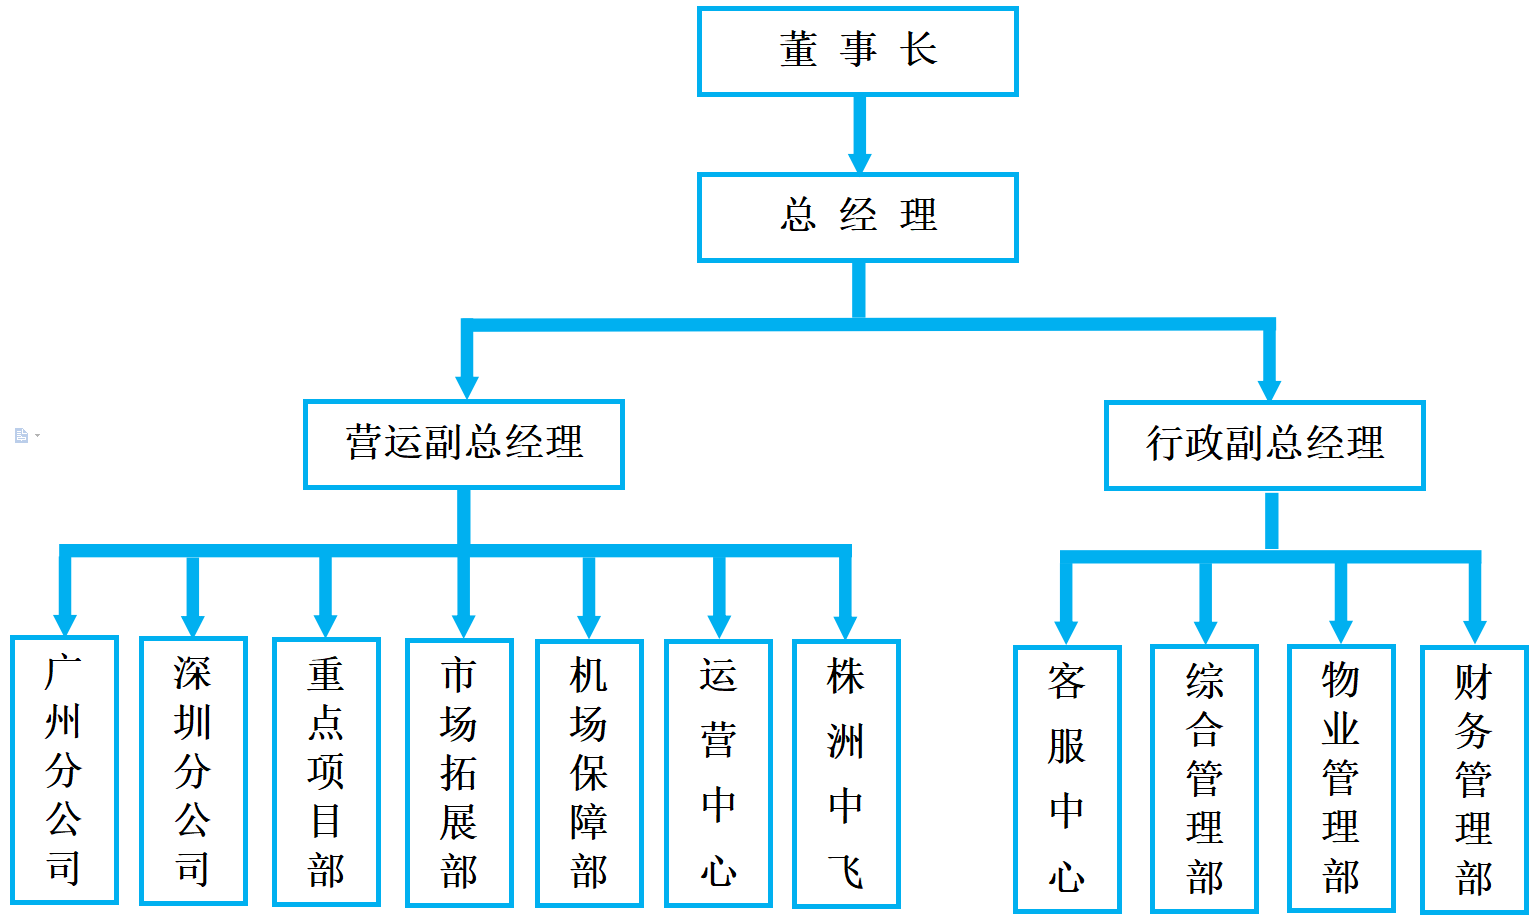 董 事 长
总 经 理
营运副总经理
行政副总经理
广州分公司
深圳分公司
重点项目部
市场拓展部
机场保障部
运营中心
株洲中飞
客服中心
综合管理部
物业管理部
财务管理部